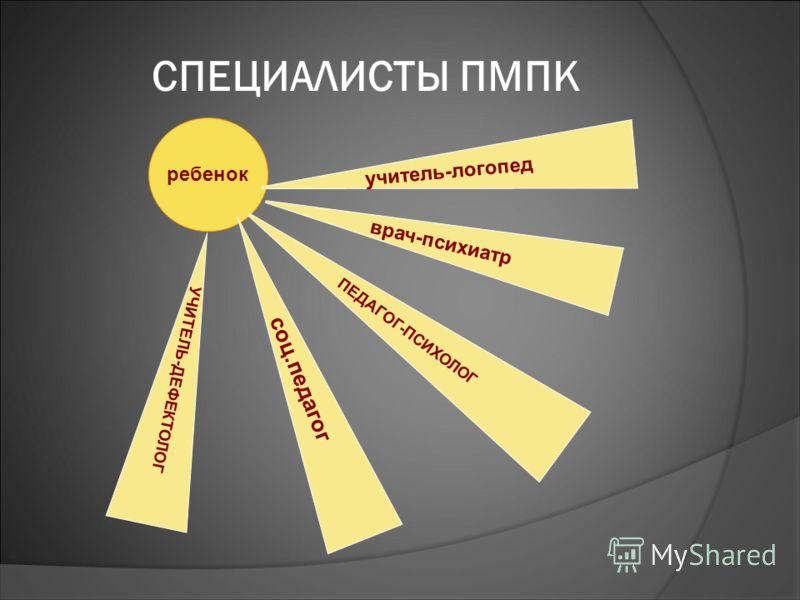 СПЕЦИАЛИСТЫ ПМПК
ребенок
учитель-логопед
врач-психиатр
ПЕДАГОГ-ПСИХОЛОГ
соц.педагог
УЧИТЕЛЬ-ДЕФЕКТОЛОГ
MyShared